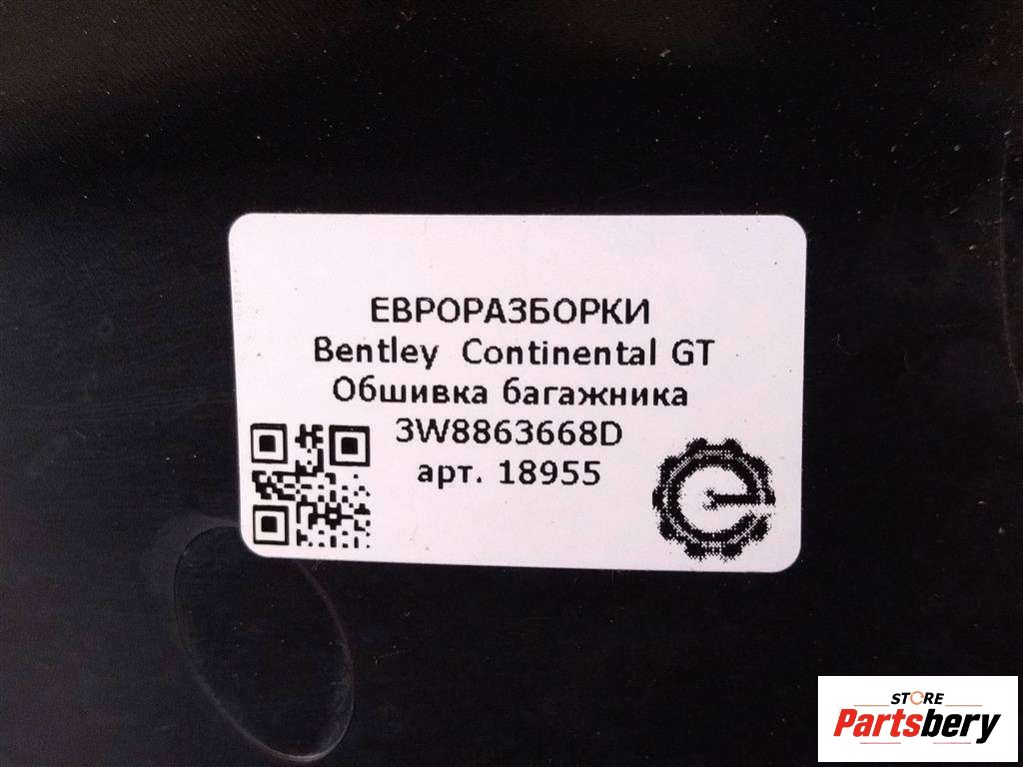 ЕВРОРАЗБОРКИ
Bentley Continental GT
Обшивка багажника
3W8863668D
арт. 18955
STORE
Partsbery